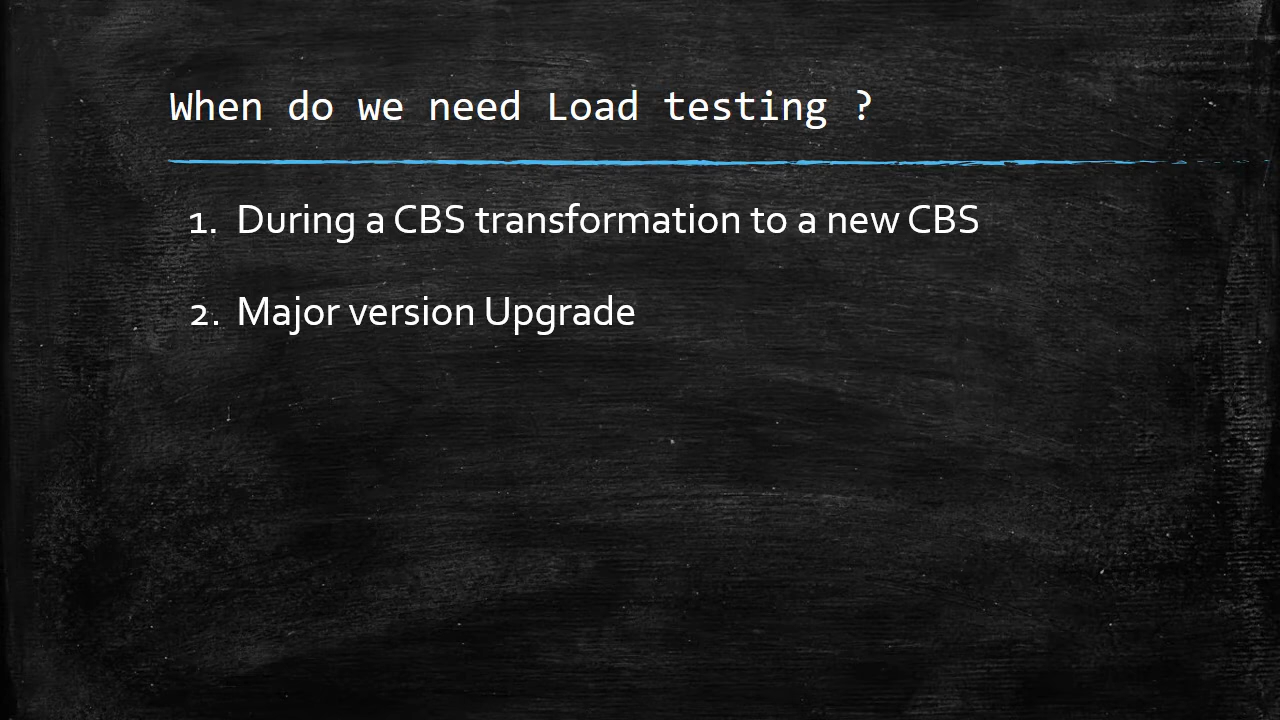 When do we need Load testing ?
1. During a CBS transformation to a new CBS
2. Major version Upgrade